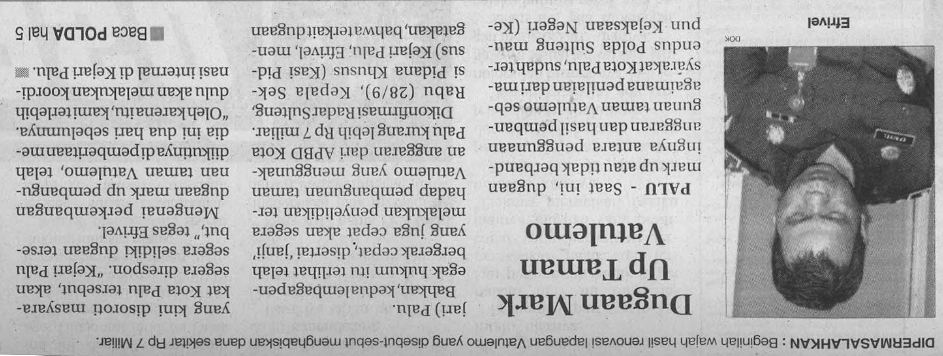 DIPERMASALAHKAN : Beginilah wajah hasil renovasi lapangan Vatulemo yang disebut-sebut menghabiskan dana sekitar Rp 7 Miliar.
DOK
Efrivel
Dugaan Mark
Up Taman
Vatulemo
PALU - Saat ini, dugaan
mark up atau tidak berband-
ingnya antara penggunaan
anggaran dan hasil pemban-
gunan taman Vatulemo seb-
agaimana penilaian dari ma-
syarakat Kota Palu, sudah ter-
endus Polda Sulteng mau-
pun Kejaksaan Negeri (Ke-
jari) Palu.
Bahkan, kedua lembaga pen-
egak hukum itu terlihat telah
bergerak cepat, disertai 'janji'
yang juga cepat akan segera
melakukan penyelidikan ter-
hadap pembangunan taman
Vatulemo yang menggunak-
an anggaran dari APBD Kota
Palu kurang lebih Rp 7 miliar.
Dikonfirmasi Radar Sulteng,
Rabu (28/9), Kepala Sek-
si Pidana Khusus (Kasi Pid-
sus) Kejari Palu, Efrivel, men-
gatakan, bahwa terkait dugaan
yang kini disoroti masyara-
kat Kota Palu tersebut, akan
segera direspon. "Kejari Palu
segera selidiki dugaan terse-
but," tegas Efrivel.
Mengenai perkembangan
dugaan mark up pembangu-
nan taman Vatulemo, telah
diikutinya di pemberitaan me-
dia ini dua hari sebelumnya.
"Oleh karena itu, kami terlebih
dulu akan melakukan koordi-
nasi internal di Kejari Palu.
Baca POLDA hal 5